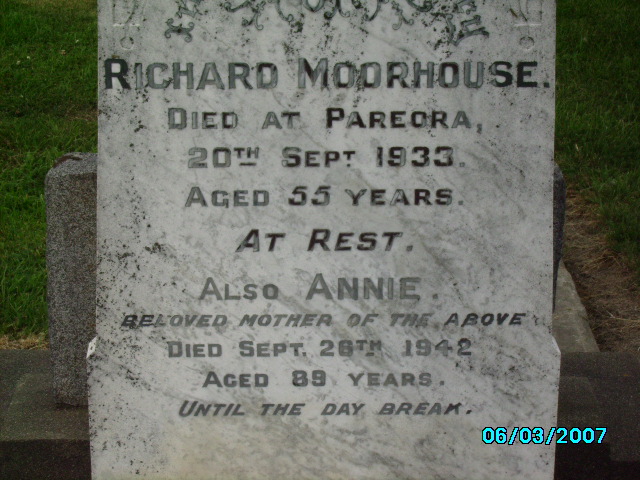 RICHARD MOORHOUSE.
DIED AT PAREORA,
20TH SEPT. 1933.
AGED 55 YEARS.
AT REST.
ALSO ANNIE.
BELOVED MOTHER OF THE ABOVE
DIED SEPT. 26TH 1942
AGED 89 YEARS.
UNTIL THE DAY BREAK.
06/03/2007